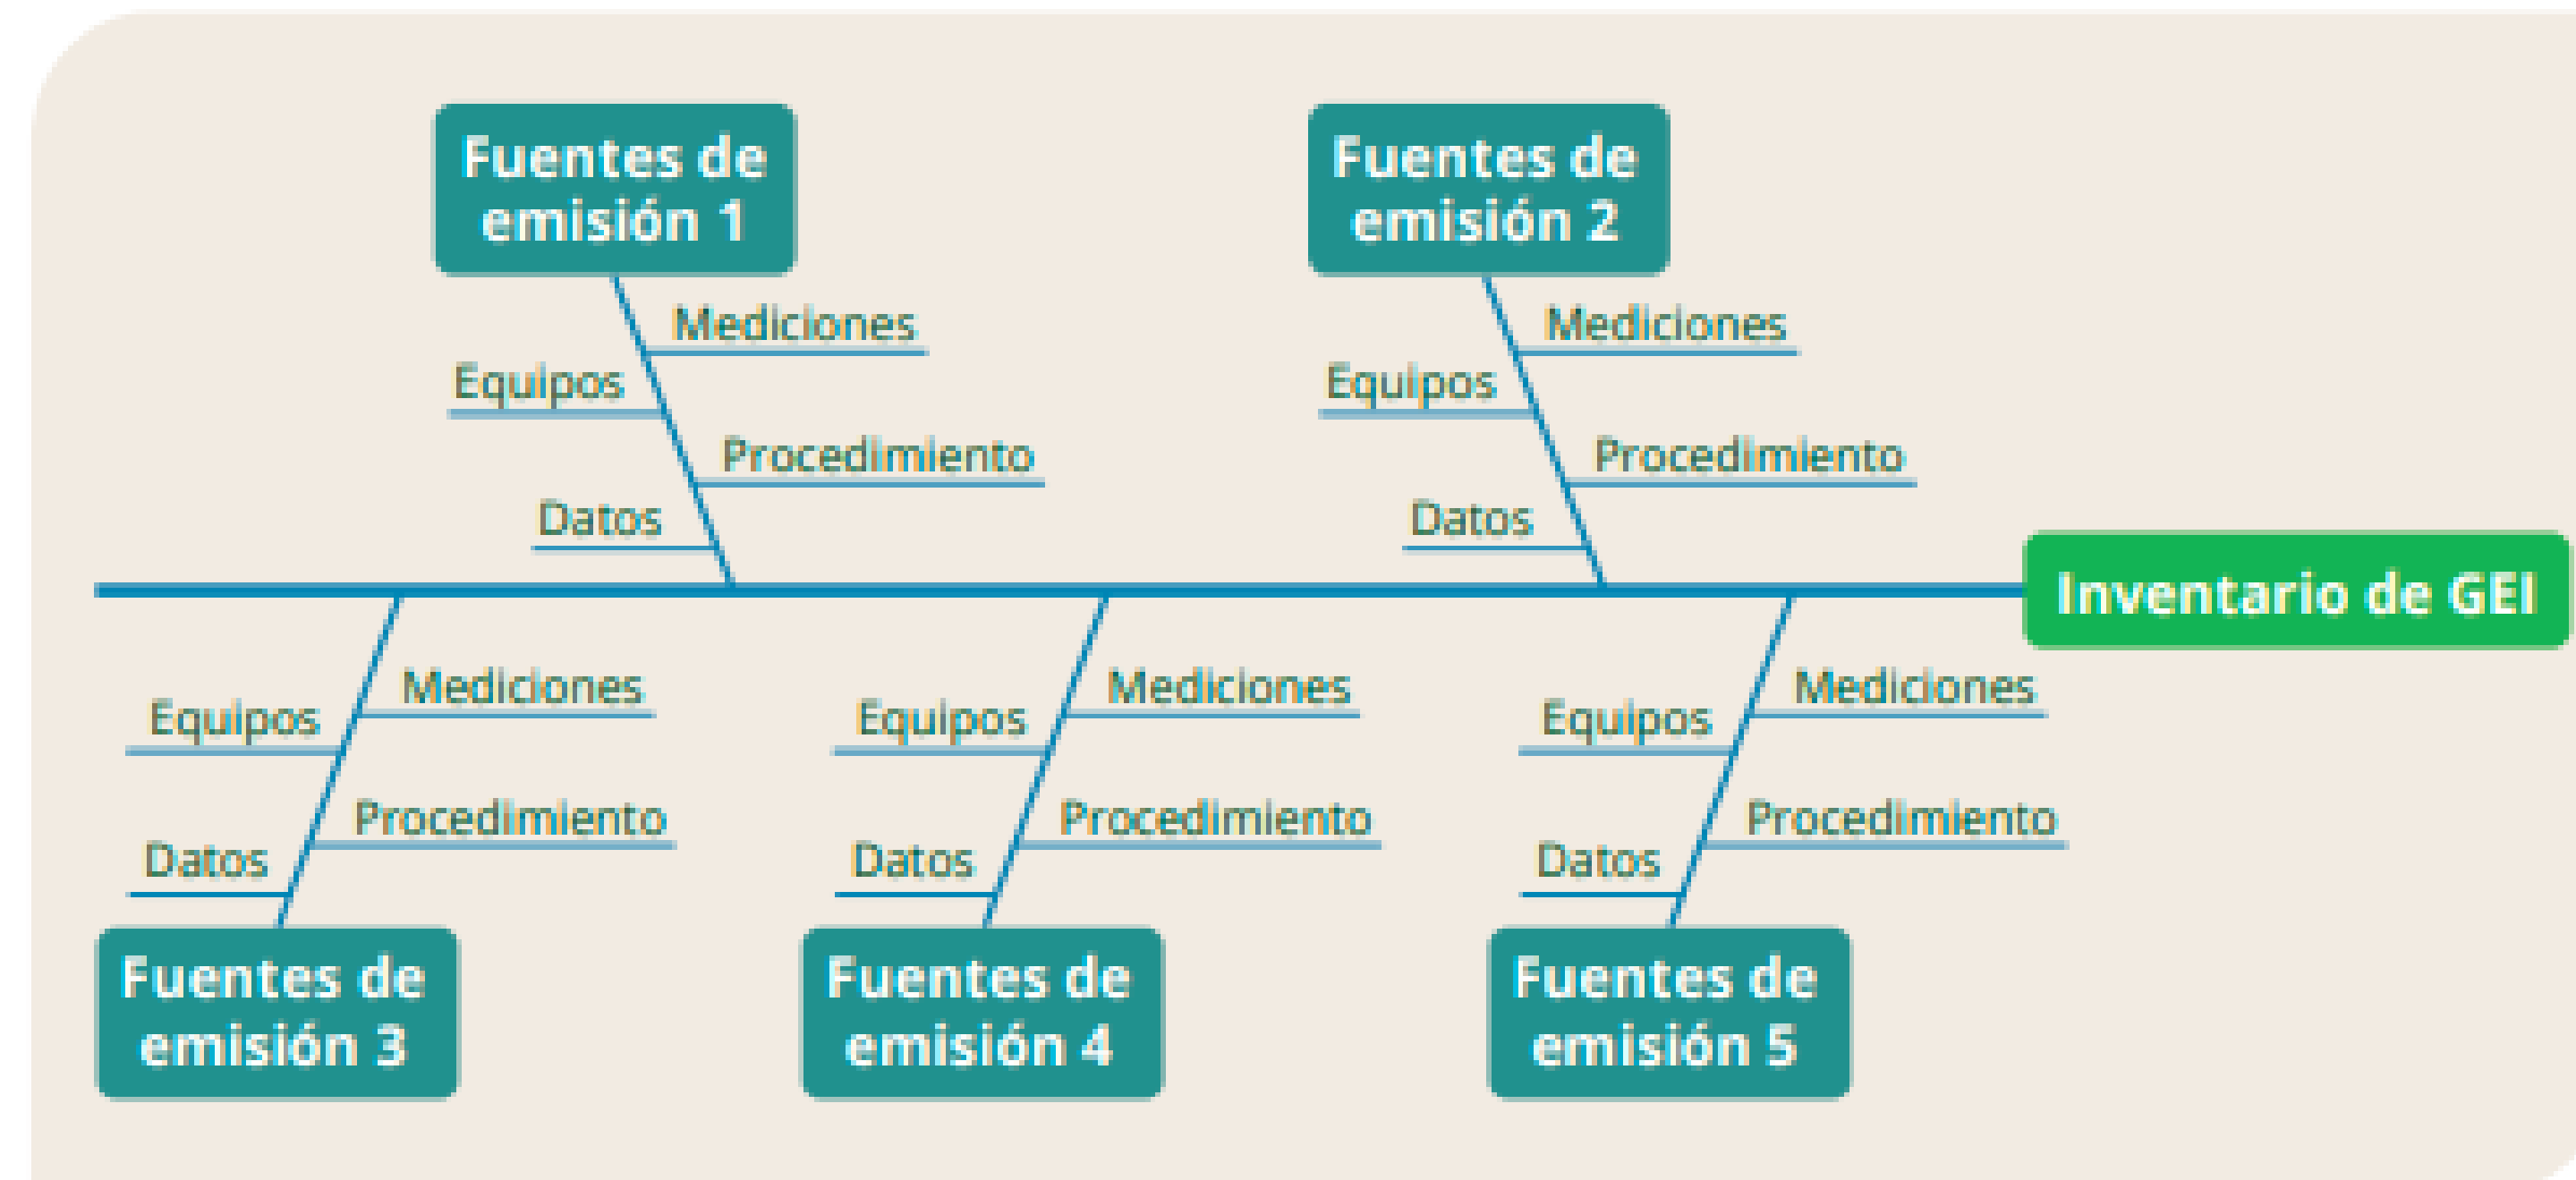 Fuentes de
emisión 1
Mediciones
Equipos
Procedimiento
Datos
Fuentes de
emisión 2
Mediciones
Equipos
Procedimiento
Datos
Inventario de GEI
Mediciones
Equipos
Procedimiento
Datos
Fuentes de
emisión 3
Mediciones
Equipos
Procedimiento
Datos
Fuentes de
emisión 4
Mediciones
Equipos
Procedimiento
Datos
Fuentes de
emisión 5